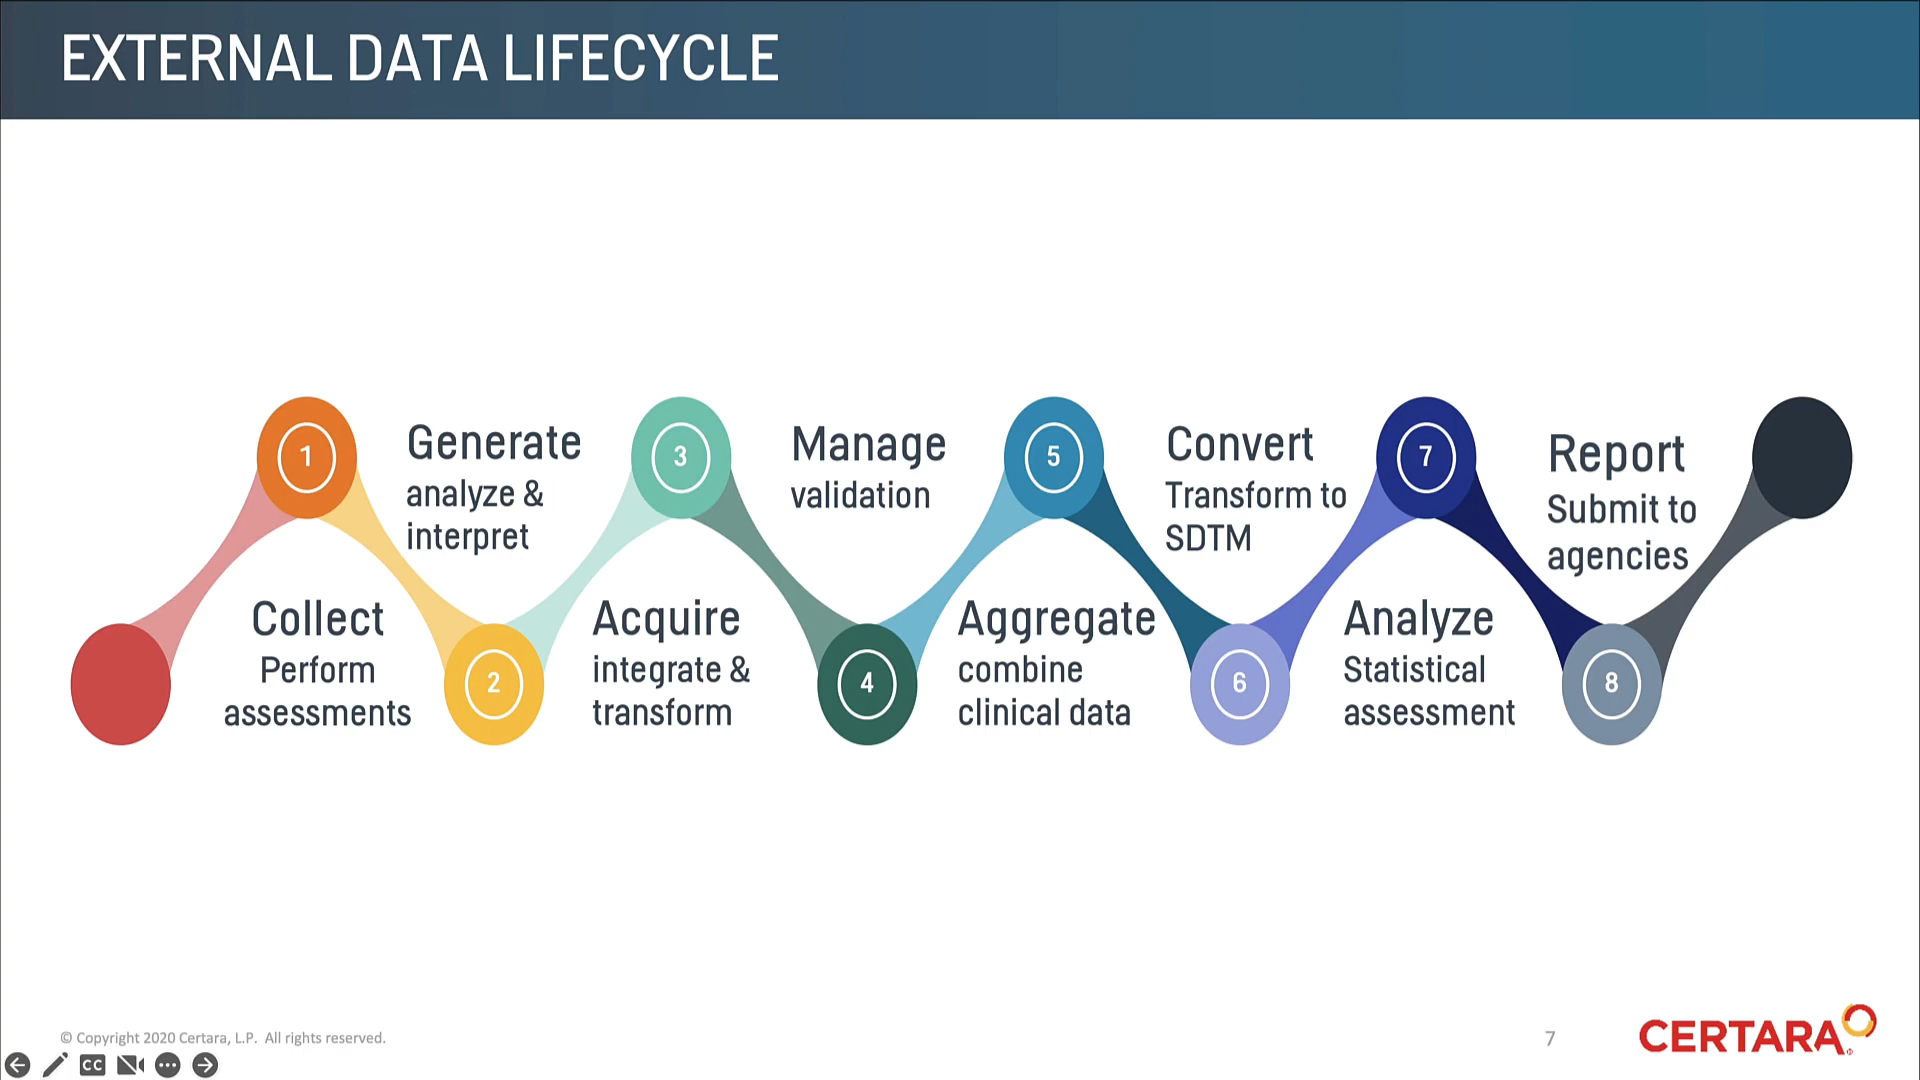 EXTERNAL DATA LIFECYCLE
1
Collect
Perform
assessments
2
Generate
analyze &
interpret
3
Acquire
integrate &
transform
4
Manage
validation
5
Aggregate
combine
clinical data
6
Convert
Transform to
SDTM
7
Analyze
Statistical
assessment
8
Report
Submit to
agencies
© Copyright 2020 Certara, L.P. All rights reserved.
7
CERTARA
CC